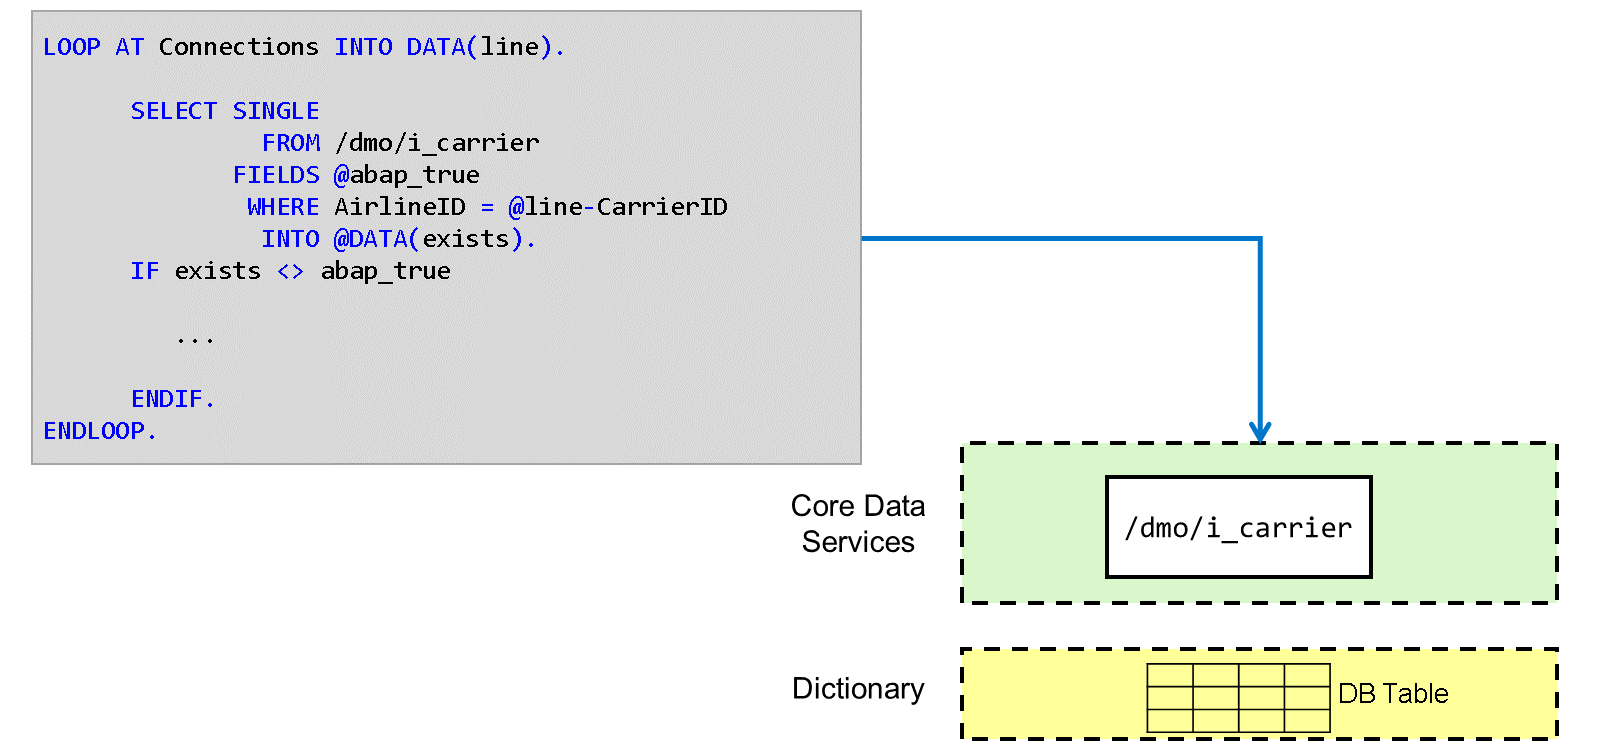 LOOP AT Connections INTO DATA(line).
SELECT SINGLE
FROM /dmo/i_carrier
FIELDS @abap_true
WHERE AirlineID = @line-CarrierID
INTO @DATA(exists).
IF exists <> abap_true
...
ENDIF.
ENDLOOP.
Core Data
Services
/dmo/i_carrier
Dictionary
DB Table